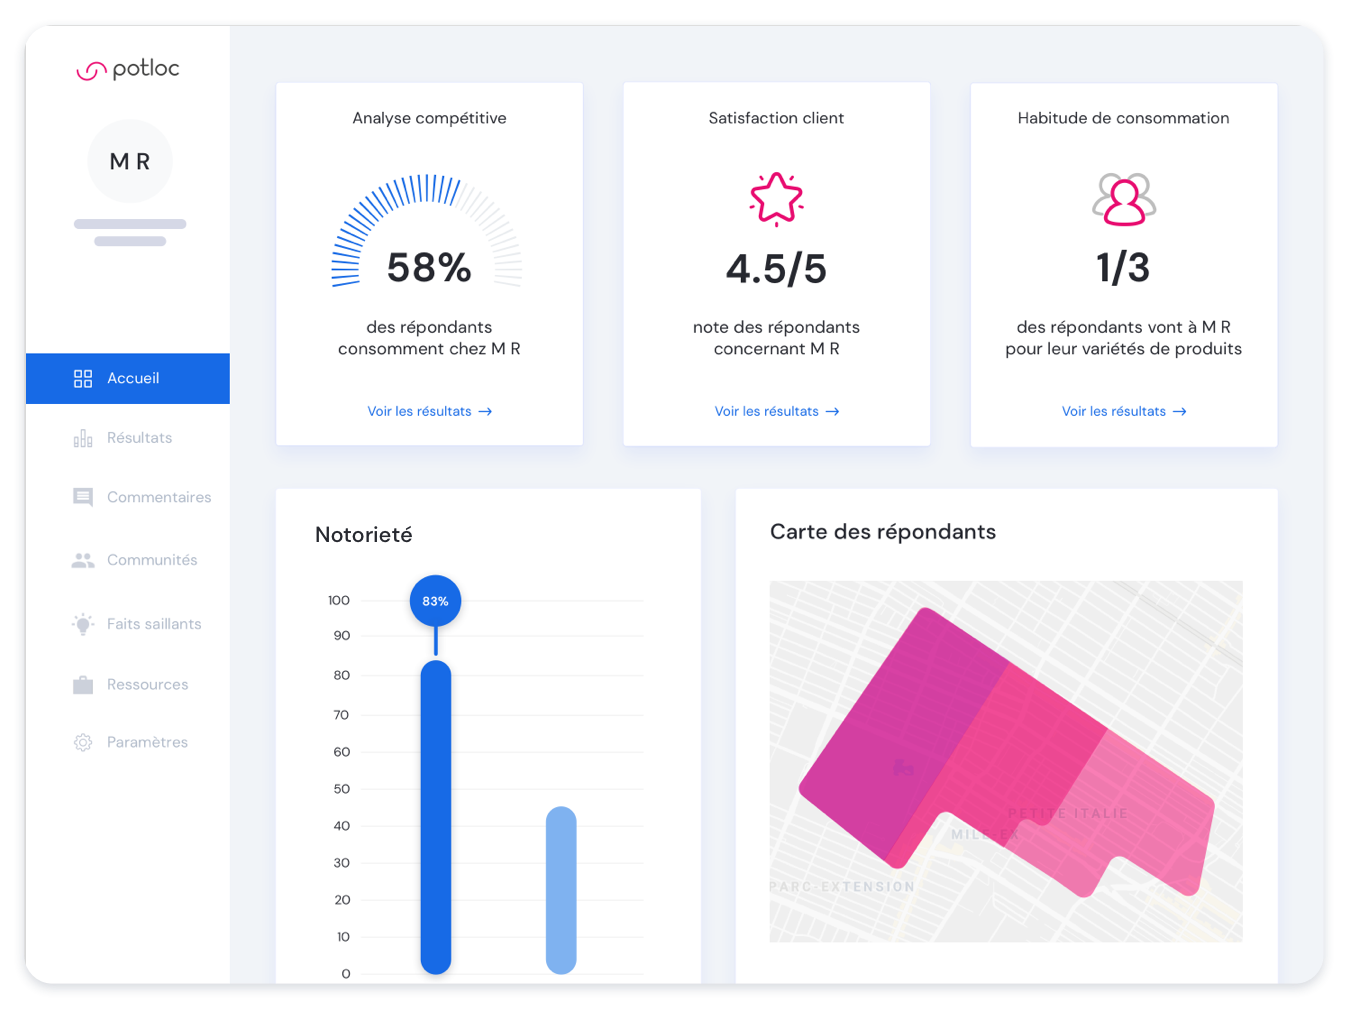 potloc
M R
Accueil
Résultats
Commentaires
Communités
Faits saillants
Ressources
Paramètres
Analyse compétitive
58%
des répondants
consomment chez M R
Voir les résultats →
Satisfaction client
4.5/5
note des répondants
concernant M R
Voir les résultats →
Habitude de consommation
1/3
des répondants vont à M R
pour leur variétés de produits
Voir les résultats →
Notorieté
83%
100
90
80
70
60
50
40
30
20
10
0
Carte des répondants
PETITE ITALIE
MILE-EX
PARC-EXTENSION